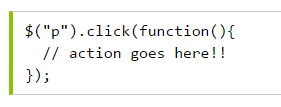 $("p").click(function(){
  // action goes here!!
});